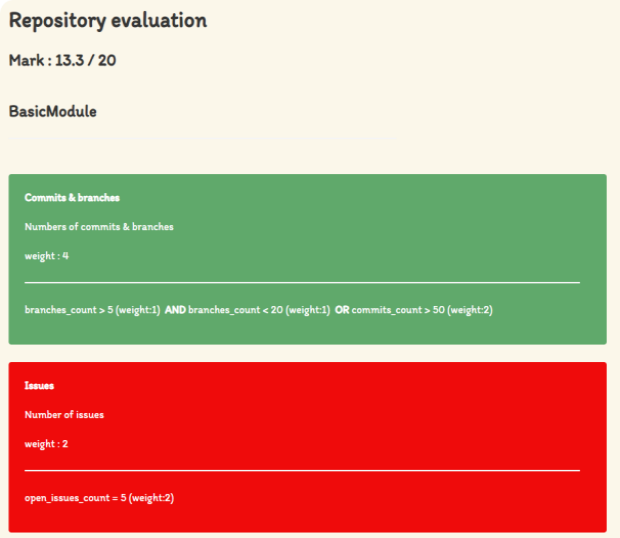 Repository evaluation
Mark : 13.3 / 20
BasicModule
Commits & branches
Numbers of commits & branches
weight : 4
branches_count > 5 (weight:1) AND branches_count < 20 (weight:1) OR commits_count > 50 (weight:2)
Issues
Number of issues
weight : 2
open_issues_count = 5 (weight:2)